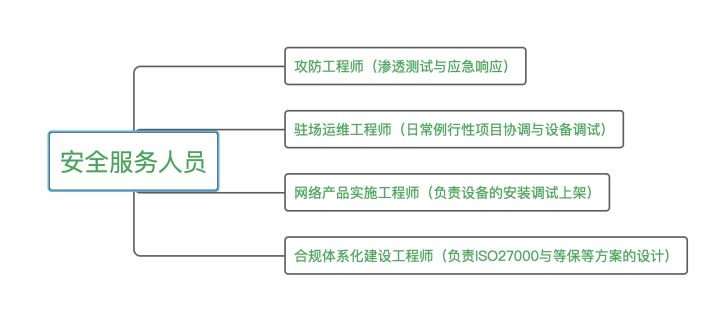 攻防工程师（渗透测试与应急响应）
驻场运维工程师（日常例行性项目协调与设备调试）
安全服务人员
网络产品实施工程师（负责设备的安装调试上架）
合规体系化建设工程师（负责ISO27000与等保等方案的设计）